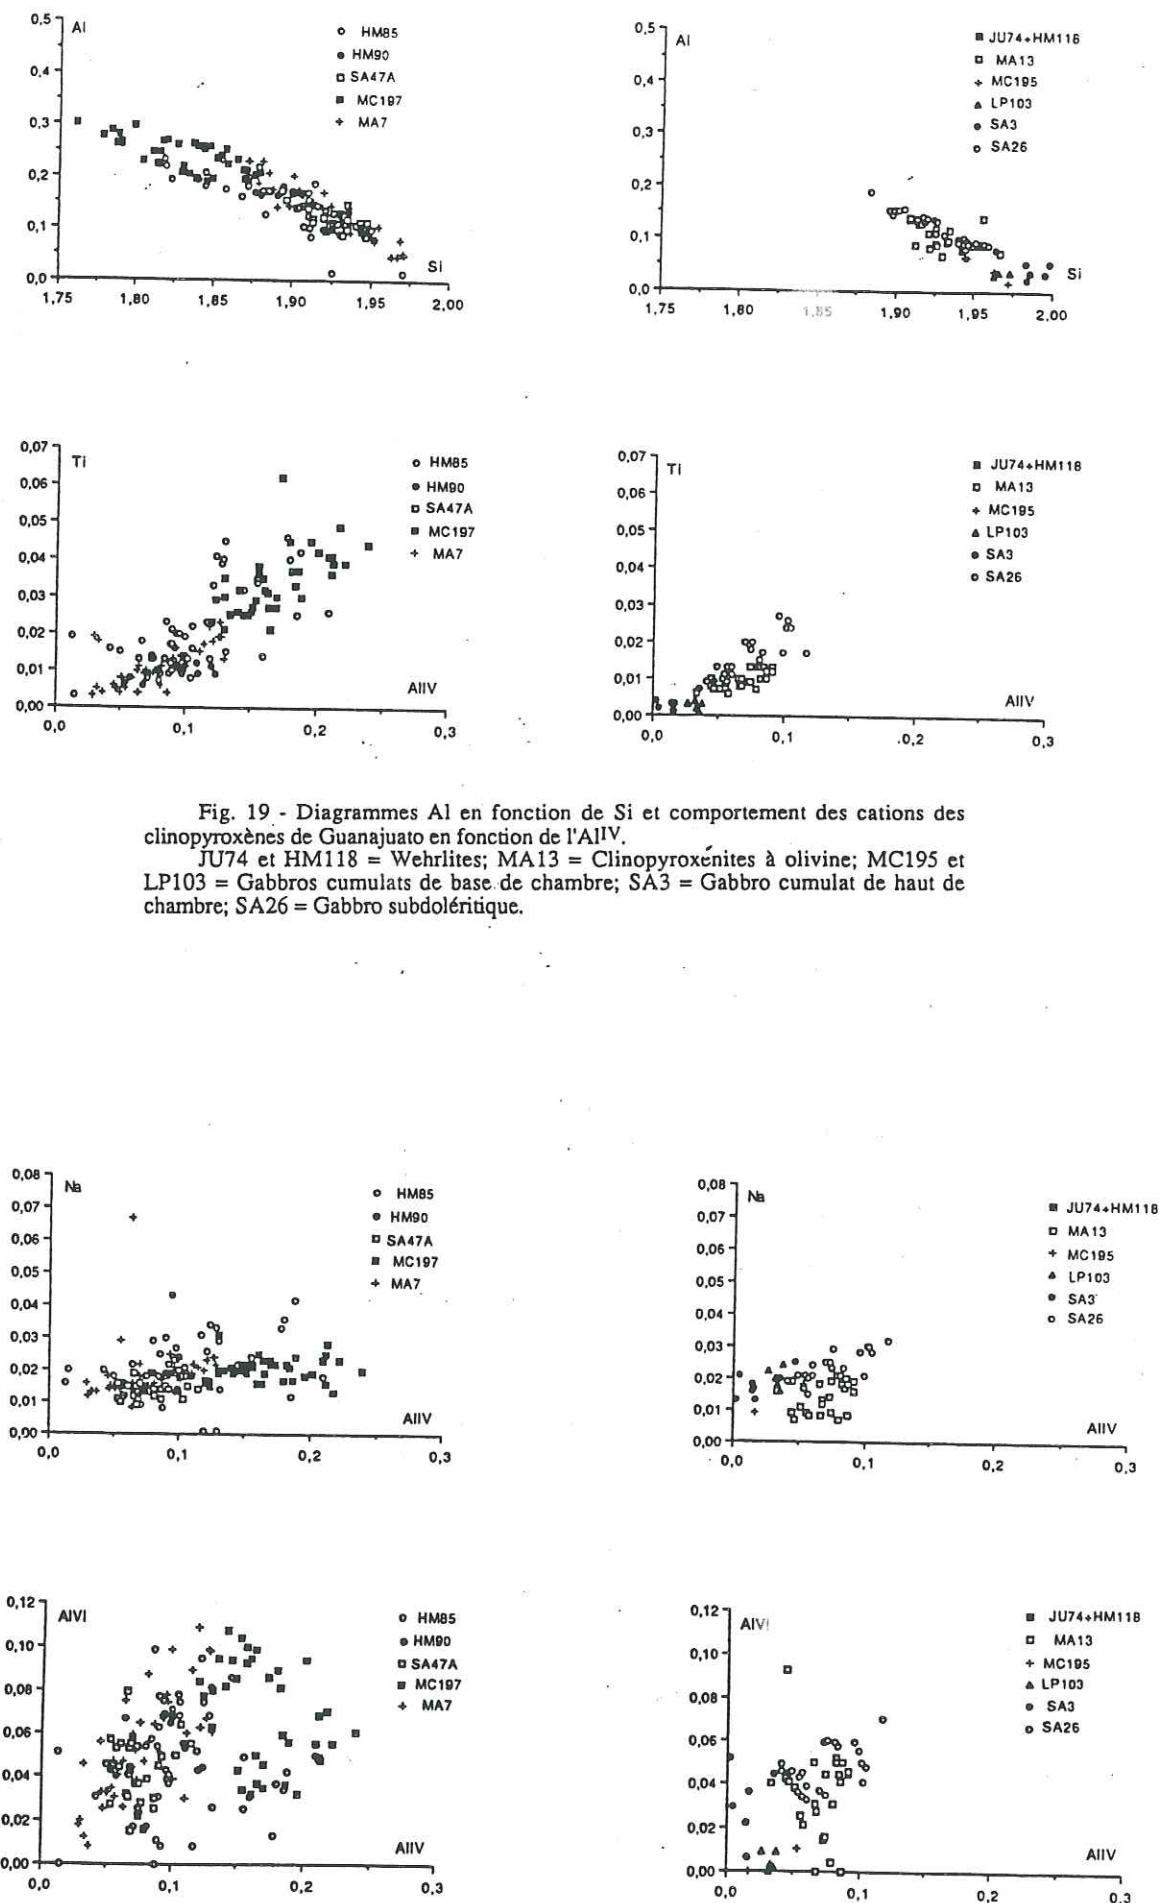 Al
0,5
0,4
0,3
0,2
0,1
0,0
1,75 1,80 1,85 1,90 1,95 2,00
Si
HM85
HM90
SA47A
MC197
MA7
Al
0,5
0,4
0,3
0,2
0,1
0,0
1,75 1,80 1,85 1,90 1,95 2,00
Si
JU74+HM118
MA13
MC195
LP103
SA3
SA26
Ti
0,07
0,06
0,05
0,04
0,03
0,02
0,01
0,00
0,0 0,1 0,2 0,3
AlIV
HM85
HM90
SA47A
MC197
MA7
Ti
0,07
0,06
0,05
0,04
0,03
0,02
0,01
0,00
0,0 0,1 0,2 0,3
AlIV
JU74+HM118
MA13
MC195
LP103
SA3
SA26
Fig. 19 - Diagrammes Al en fonction de Si et comportement des cations des
clinopyroxènes de Guanajuato en fonction de l'AlIV.
JU74 et HM118 = Wehrlites; MA13 = Clinopyroxénites à olivine; MC195 et
LP103 = Gabbros cumulats de base de chambre; SA3 = Gabbro cumulat de haut de
chambre; SA26 = Gabbro subdoléritique.
Na
0,08
0,07
0,06
0,05
0,04
0,03
0,02
0,01
0,00
0,0 0,1 0,2 0,3
AlIV
HM85
HM90
SA47A
MC197
MA7
Na
0,08
0,07
0,06
0,05
0,04
0,03
0,02
0,01
0,00
0,0 0,1 0,2 0,3
AlIV
JU74+HM118
MA13
MC195
LP103
SA3
SA26
AlVI
0,12
0,10
0,08
0,06
0,04
0,02
0,00
0,0 0,1 0,2 0,3
AlIV
HM85
HM90
SA47A
MC197
MA7
AlVI
0,12
0,10
0,08
0,06
0,04
0,02
0,00
0,0 0,1 0,2 0,3
AlIV
JU74+HM118
MA13
MC195
LP103
SA3
SA26